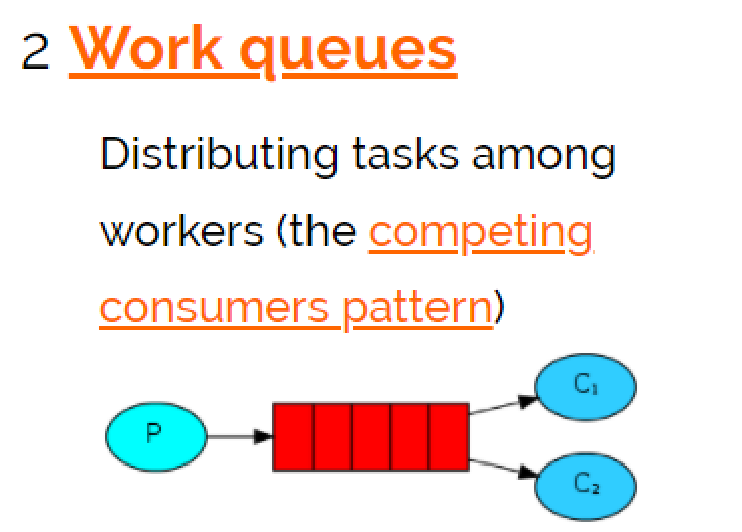 2 Work queues
Distributing tasks among
workers (the competing
consumers pattern)
C₁
P
C₂